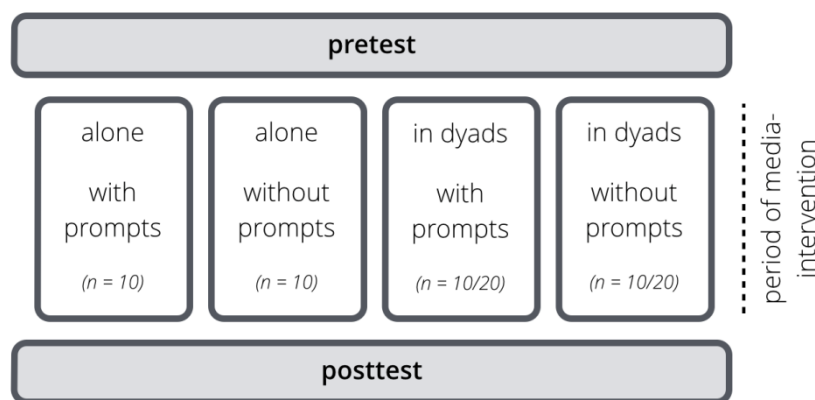 pretest
alone
with
prompts
(n = 10)
alone
without
prompts
(n = 10)
in dyads
with
prompts
(n = 10/20)
in dyads
without
prompts
(n = 10/20)
period of media-
intervention
posttest